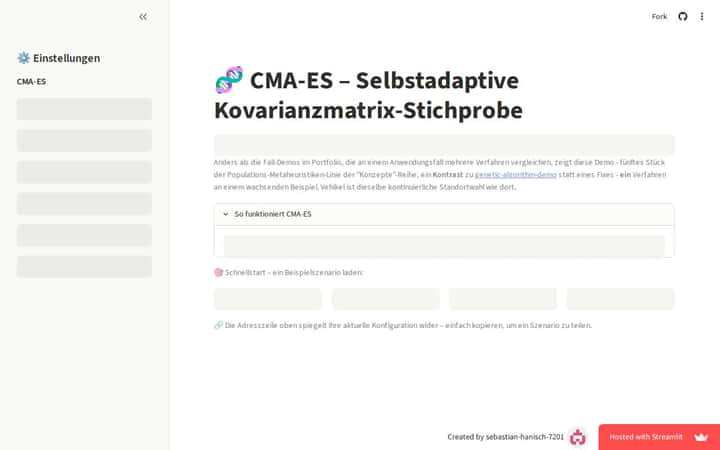 Fork
⚙️ Einstellungen
CMA-ES
🧬 CMA-ES – Selbstadaptive
Kovarianzmatrix-Stichprobe
Anders als die Fall-Demos im Portfolio, die an einem Anwendungsfall mehrere Verfahren vergleichen, zeigt diese Demo - fünftes Stück
der Populations-Metaheuristiken-Linie der "Konzepte"-Reihe, ein Kontrast zu genetic-algorithm-demo statt eines Fixes - ein Verfahren
an einem wachsenden Beispiel. Vehikel ist dieselbe kontinuierliche Standortwahl wie dort.
So funktioniert CMA-ES
🎯 Schnellstart – ein Beispielszenario laden:
🔗 Die Adresszeile oben spiegelt Ihre aktuelle Konfiguration wider – einfach kopieren, um ein Szenario zu teilen.
Created by sebastian-hanisch-7201
Hosted with Streamlit